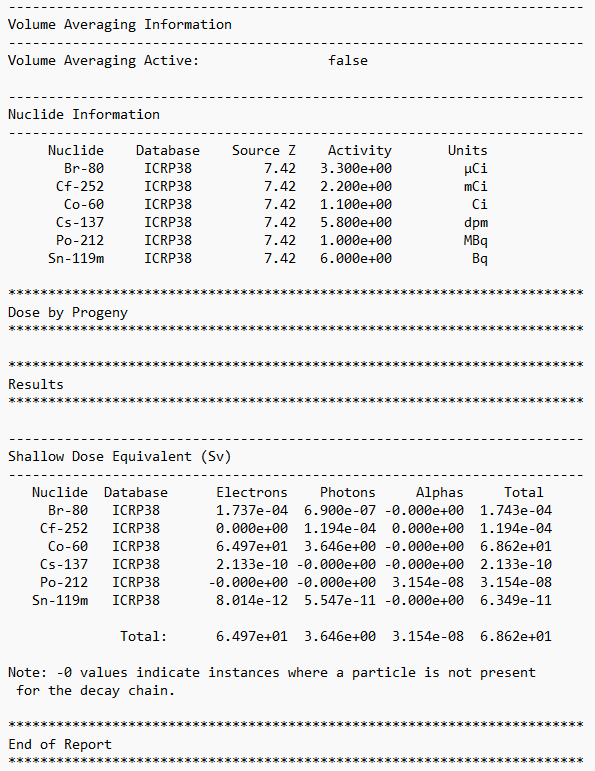 ------------------------------------------------------------------------
Volume Averaging Information
------------------------------------------------------------------------
Volume Averaging Active:                false

------------------------------------------------------------------------
Nuclide Information
------------------------------------------------------------------------
     Nuclide    Database    Source Z    Activity       Units
       Br-80     ICRP38         7.42   3.300e+00         µCi
      Cf-252     ICRP38         7.42   2.200e+00         mCi
       Co-60     ICRP38         7.42   1.100e+00          Ci
      Cs-137     ICRP38         7.42   5.800e+00         dpm
      Po-212     ICRP38         7.42   1.000e+00         MBq
     Sn-119m     ICRP38         7.42   6.000e+00          Bq

************************************************************************
Dose by Progeny
************************************************************************

************************************************************************
Results
************************************************************************

------------------------------------------------------------------------
Shallow Dose Equivalent (Sv)
------------------------------------------------------------------------
   Nuclide  Database      Electrons    Photons     Alphas      Total
     Br-80   ICRP38       1.737e-04  6.900e-07 -0.000e+00  1.743e-04
    Cf-252   ICRP38       0.000e+00  1.194e-04  0.000e+00  1.194e-04
     Co-60   ICRP38       6.497e+01  3.646e+00 -0.000e+00  6.862e+01
    Cs-137   ICRP38       2.133e-10 -0.000e+00 -0.000e+00  2.133e-10
    Po-212   ICRP38      -0.000e+00 -0.000e+00  3.154e-08  3.154e-08
   Sn-119m   ICRP38       8.014e-12  5.547e-11 -0.000e+00  6.349e-11

              Total:      6.497e+01  3.646e+00  3.154e-08  6.862e+01

Note: -0 values indicate instances where a particle is not present
 for the decay chain.

************************************************************************
End of Report
************************************************************************